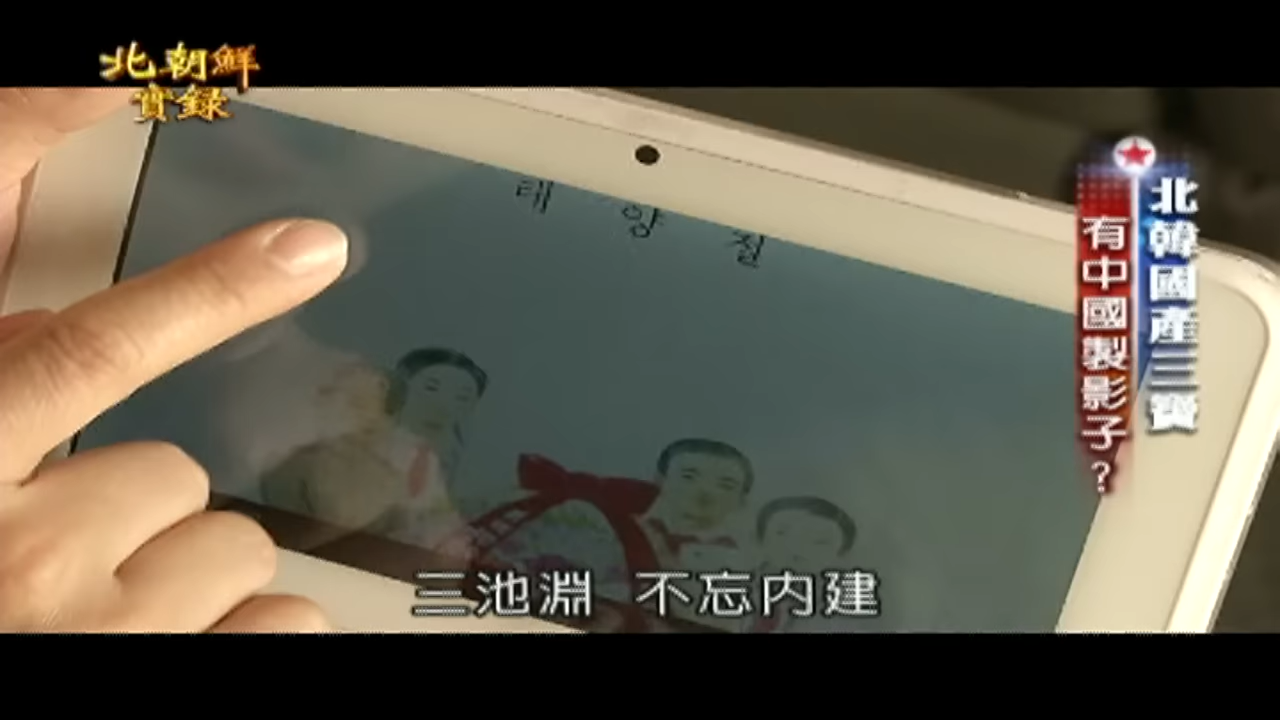 北朝鮮
實錄
태 양 절
北韓國產三寶
有中國製影子？
三池淵 不忘內建